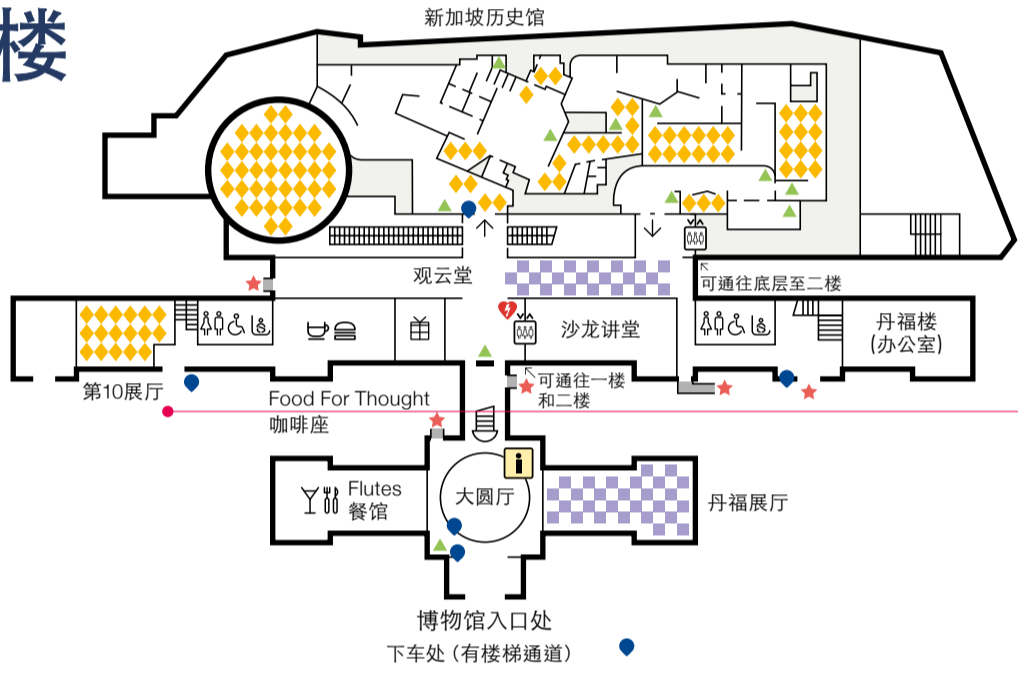 楼
新加坡历史馆
观云堂
可通往底层至二楼
沙龙讲堂
丹福楼
(办公室)
第10展厅
Food For Thought
咖啡座
可通往一楼
和二楼
Flutes
餐馆
大圆厅
i
丹福展厅
博物馆入口处
下车处 (有楼梯通道)